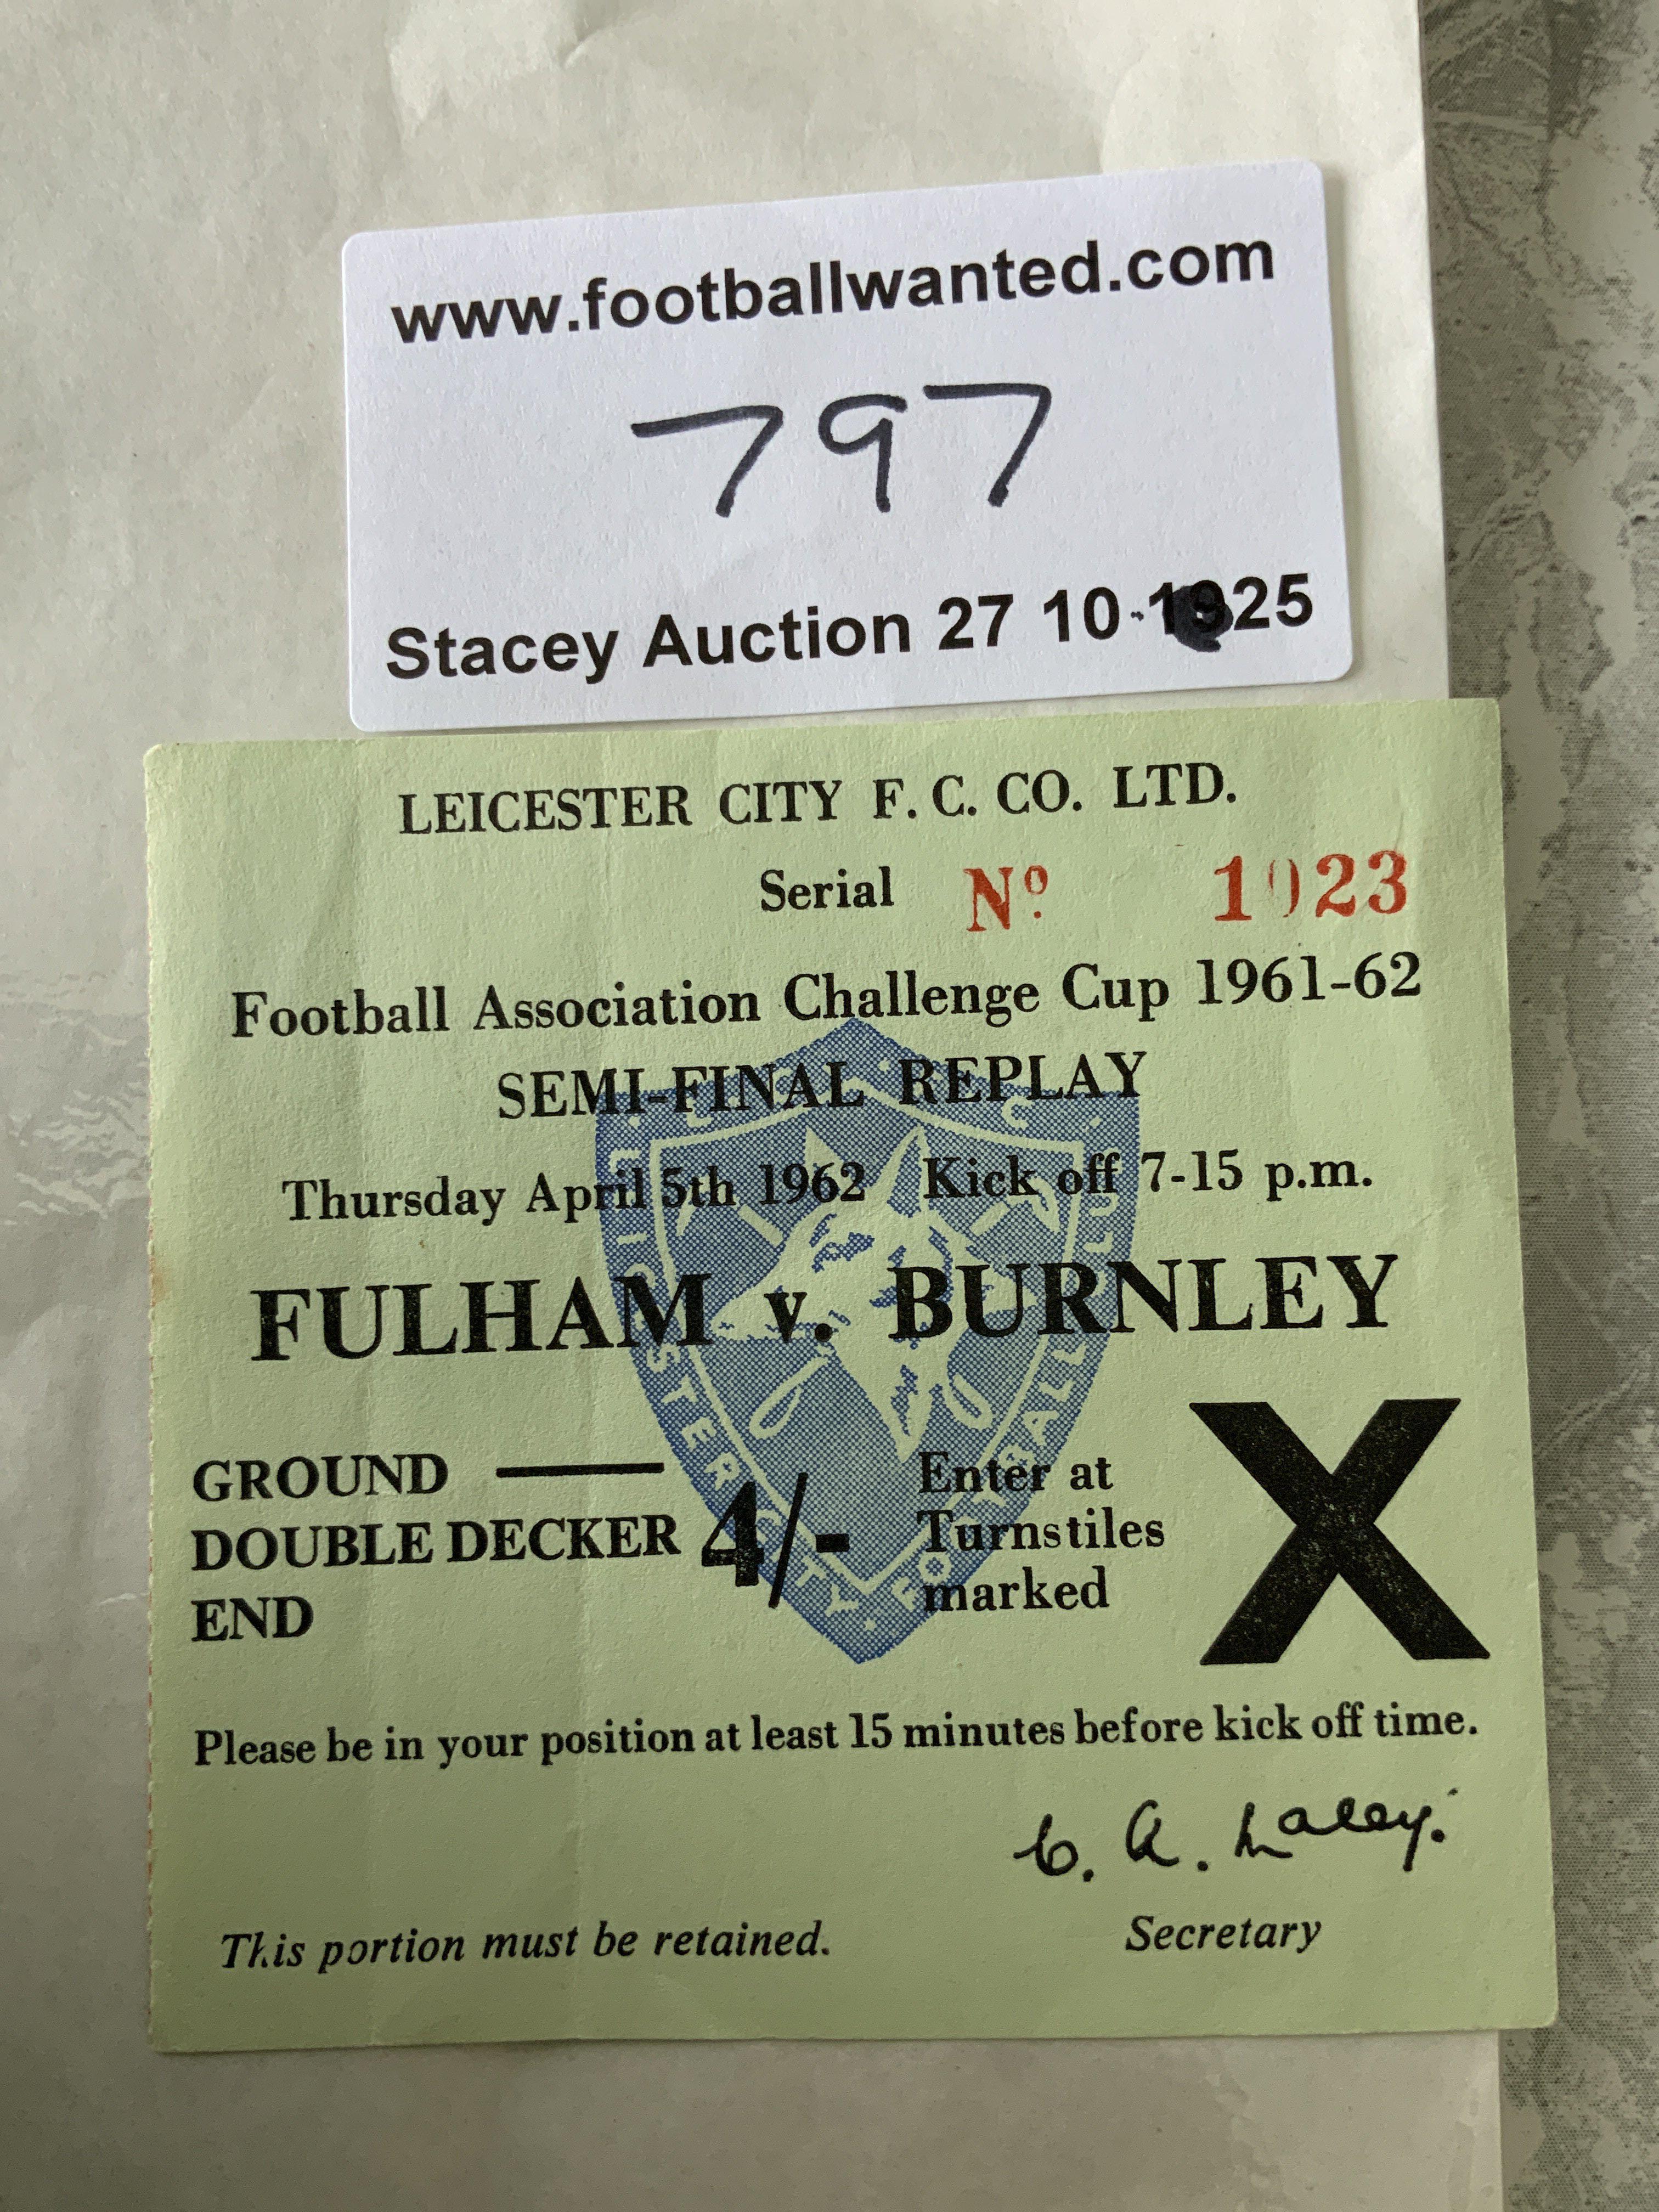 www.footballwanted.com
797
Stacey Auction 27 10 1925
LEICESTER CITY F. C. CO. LTD.
Serial Nº 1023
Football Association Challenge Cup 1961-62
SEMI-FINAL REPLAY
Thursday April 5th 1962 Kick off 7-15 p.m.
FULHAM v. BURNLEY
GROUND
DOUBLE DECKER
END
4/-
Enter at
Turnstiles
marked
X
Please be in your position at least 15 minutes before kick off time.
This portion must be retained.
Secretary